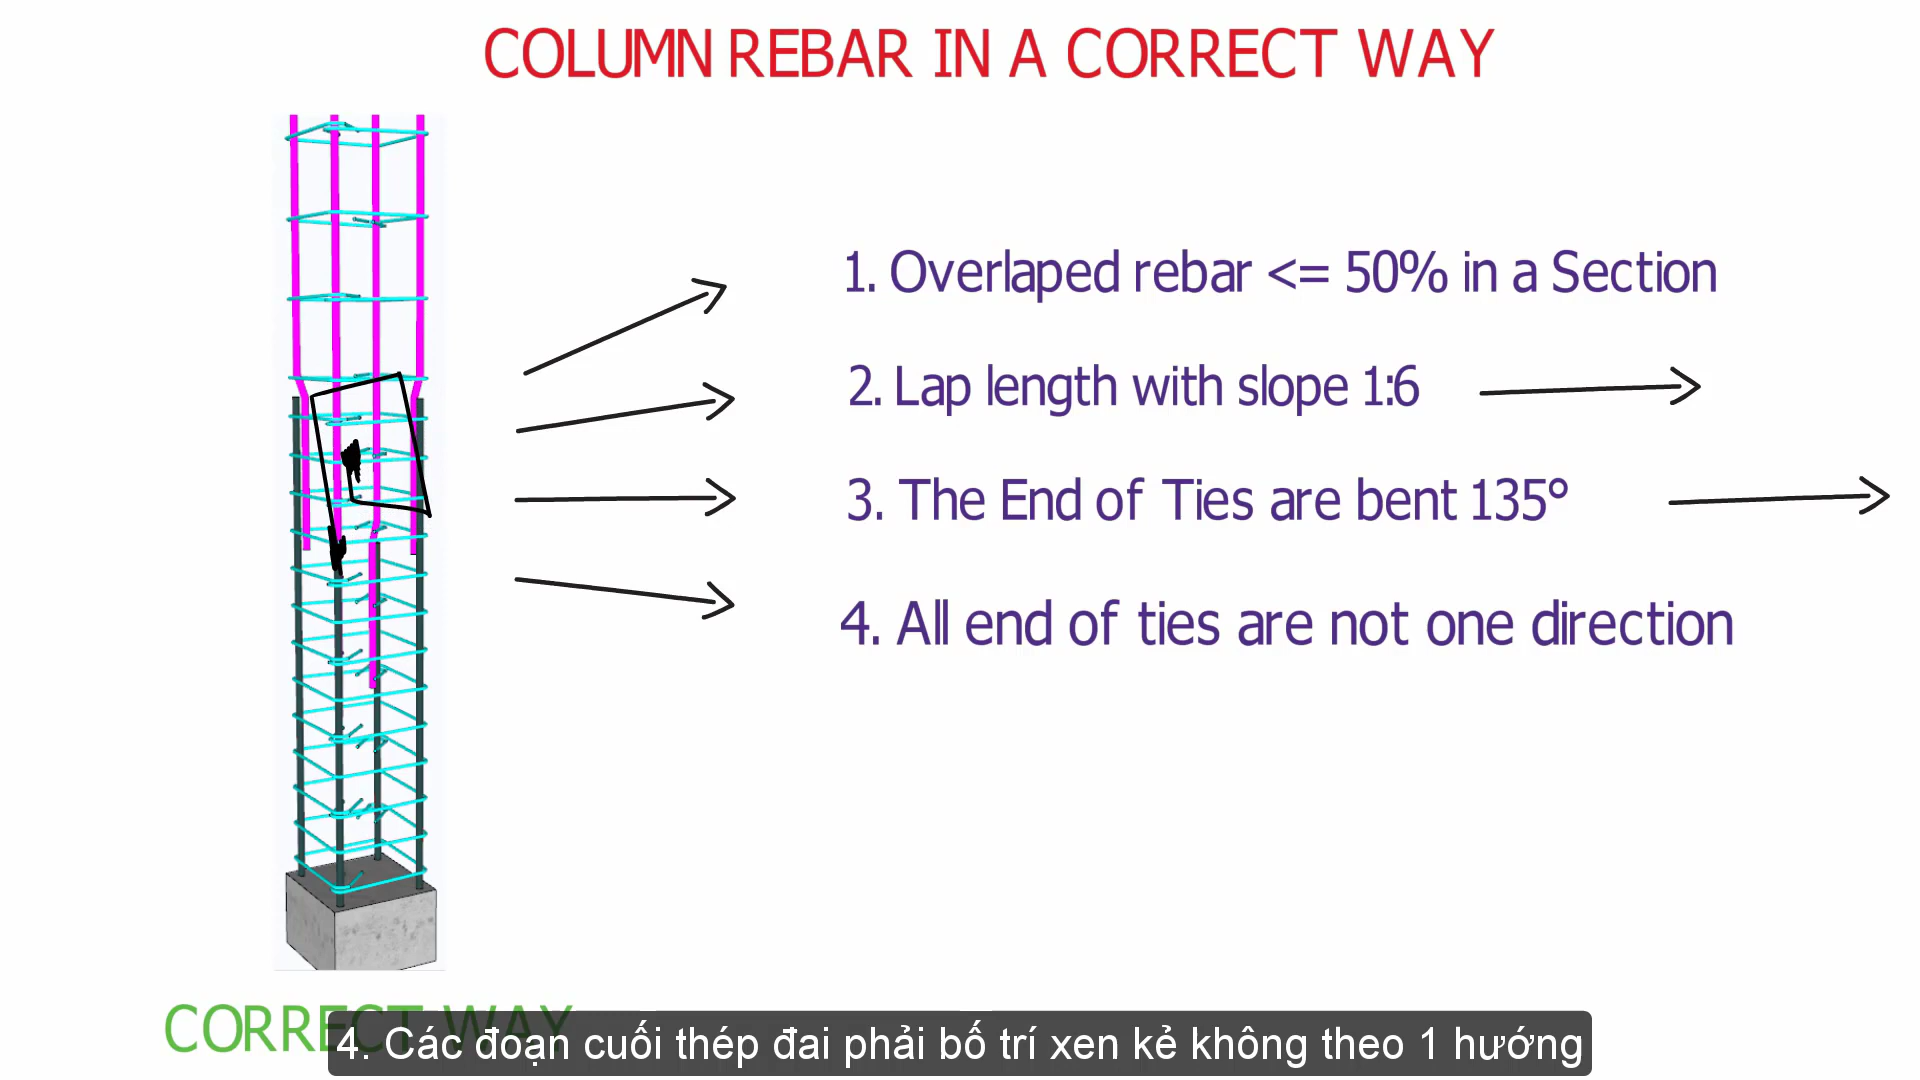 COLUMN REBAR IN A CORRECT WAY
1. Overlaped rebar <= 50% in a Section
2. Lap length with slope 1:6
3. The End of Ties are bent 135°
4. All end of ties are not one direction
CORRECT WAY
4. Các đoạn cuối thép đai phải bố trí xen kẻ không theo 1 hướng